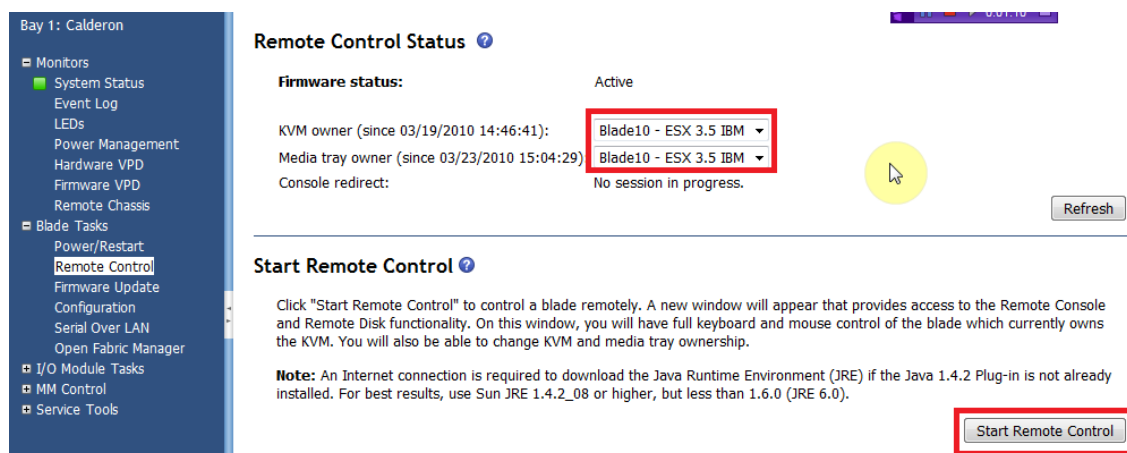 Bay 1: Calderon
Monitors
System Status
Event Log
LEDs
Power Management
Hardware VPD
Firmware VPD
Remote Chassis
Blade Tasks
Power/Restart
Remote Control
Firmware Update
Configuration
Serial Over LAN
Open Fabric Manager
I/O Module Tasks
MM Control
Service Tools
Remote Control Status
Firmware status: Active
KVM owner (since 03/19/2010 14:46:41): Blade10 - ESX 3.5 IBM
Media tray owner (since 03/23/2010 15:04:29): Blade10 - ESX 3.5 IBM
Console redirect: No session in progress.
Refresh
Start Remote Control
Click "Start Remote Control" to control a blade remotely. A new window will appear that provides access to the Remote Console
and Remote Disk functionality. On this window, you will have full keyboard and mouse control of the blade which currently owns
the KVM. You will also be able to change KVM and media tray ownership.
Note: An Internet connection is required to download the Java Runtime Environment (JRE) if the Java 1.4.2 Plug-in is not already
installed. For best results, use Sun JRE 1.4.2_08 or higher, but less than 1.6.0 (JRE 6.0).
Start Remote Control